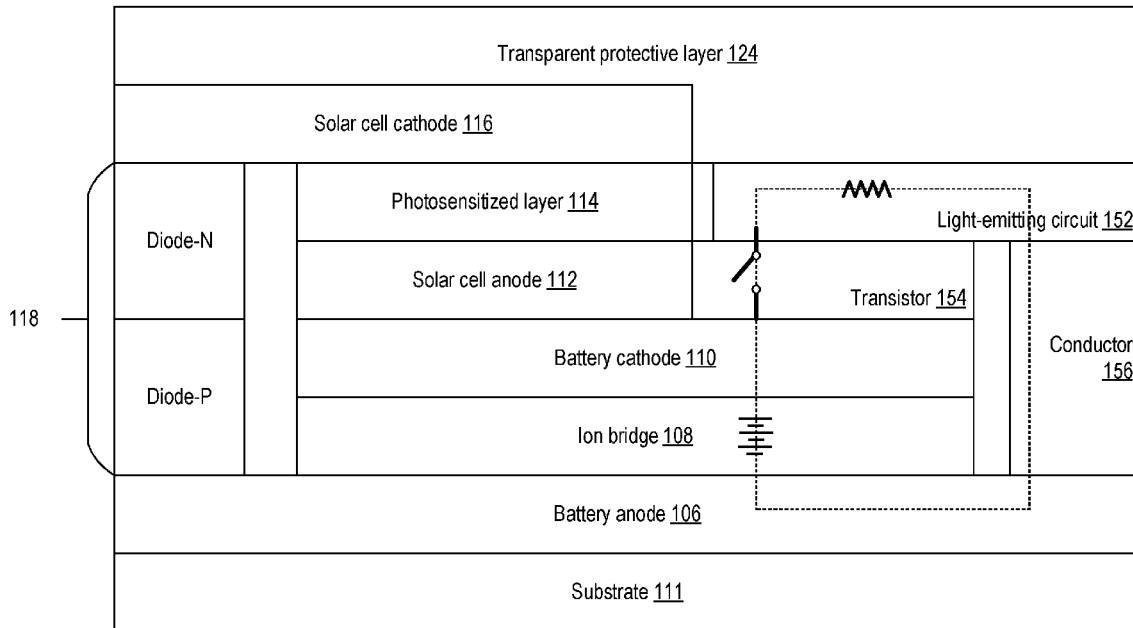 Transparent protective layer 124
Solar cell cathode 116
Photosensitized layer 114
Light-emitting circuit 152
Diode-N
Solar cell anode 112
Transistor 154
118
Battery cathode 110
Conductor
156
Diode-P
Ion bridge 108
Battery anode 106
Substrate 111